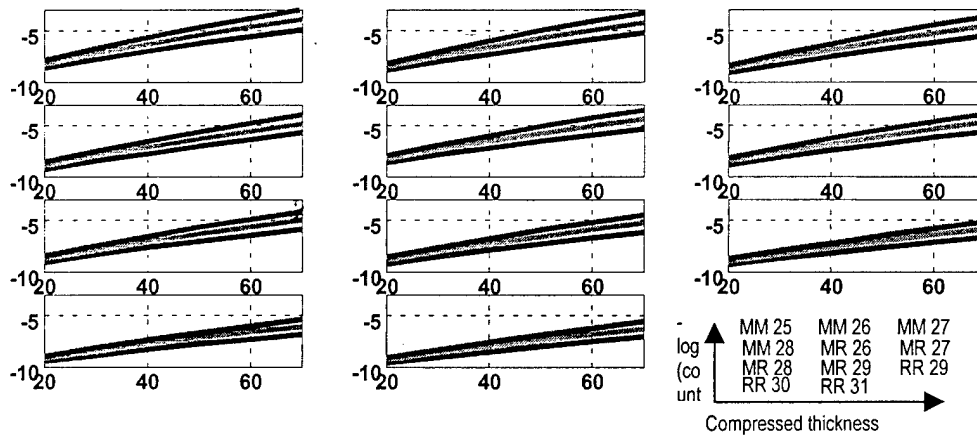 -5 -5 -5
-10 -10 -10
20 40 60 20 40 60 20 40 60
-5 -5 -5
-10 -10 -10
20 40 60 20 40 60 20 40 60
-5 -5 -5
-10 -10 -10
20 40 60 20 40 60 20 40 60
-5 -5
-10 -10
20 40 60 20 40 60
- MM 25 MM 26 MM 27
log MM 28 MR 26 MR 27
(co MR 28 MR 29 RR 29
unt RR 30 RR 31
Compressed thickness